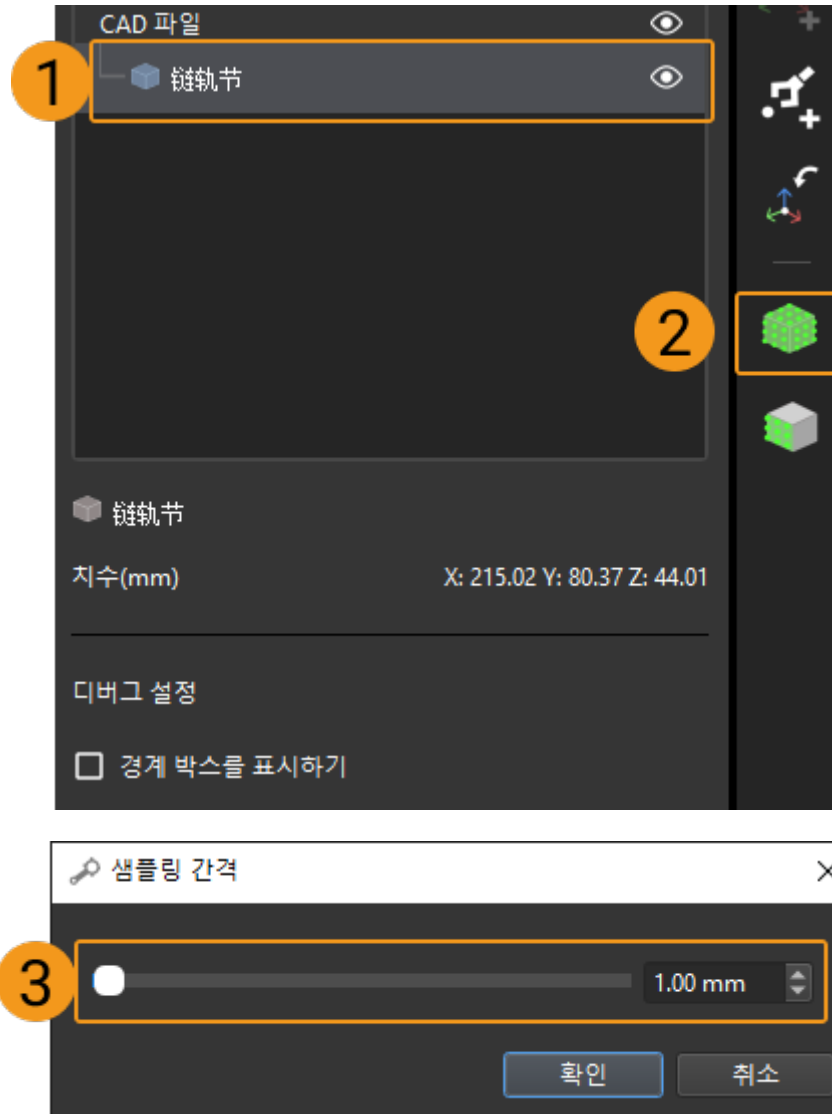 CAD 파일
1
链轨节
2
链轨节
치수(mm) X: 215.02 Y: 80.37 Z: 44.01
디버그 설정
경계 박스를 표시하기
샘플링 간격
3
1.00 mm
확인 취소